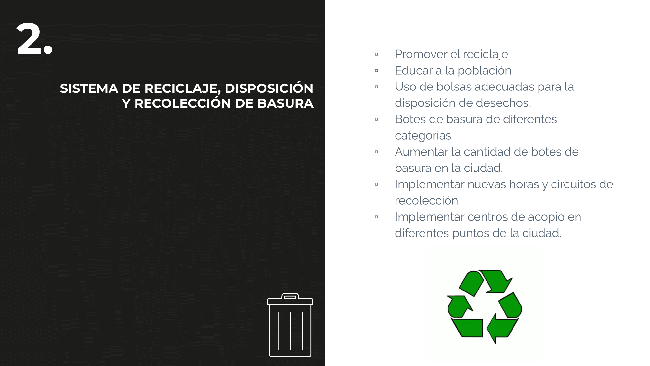 2.
SISTEMA DE RECICLAJE, DISPOSICIÓN
Y RECOLECCIÓN DE BASURA
▫ Promover el reciclaje
▫ Educar a la población
▫ Uso de bolsas adecuadas para la
disposición de desechos.
▫ Botes de basura de diferentes
categorías
▫ Aumentar la cantidad de botes de
basura en la ciudad.
▫ Implementar nuevas horas y circuitos de
recolección
▫ Implementar centros de acopio en
diferentes puntos de la ciudad.